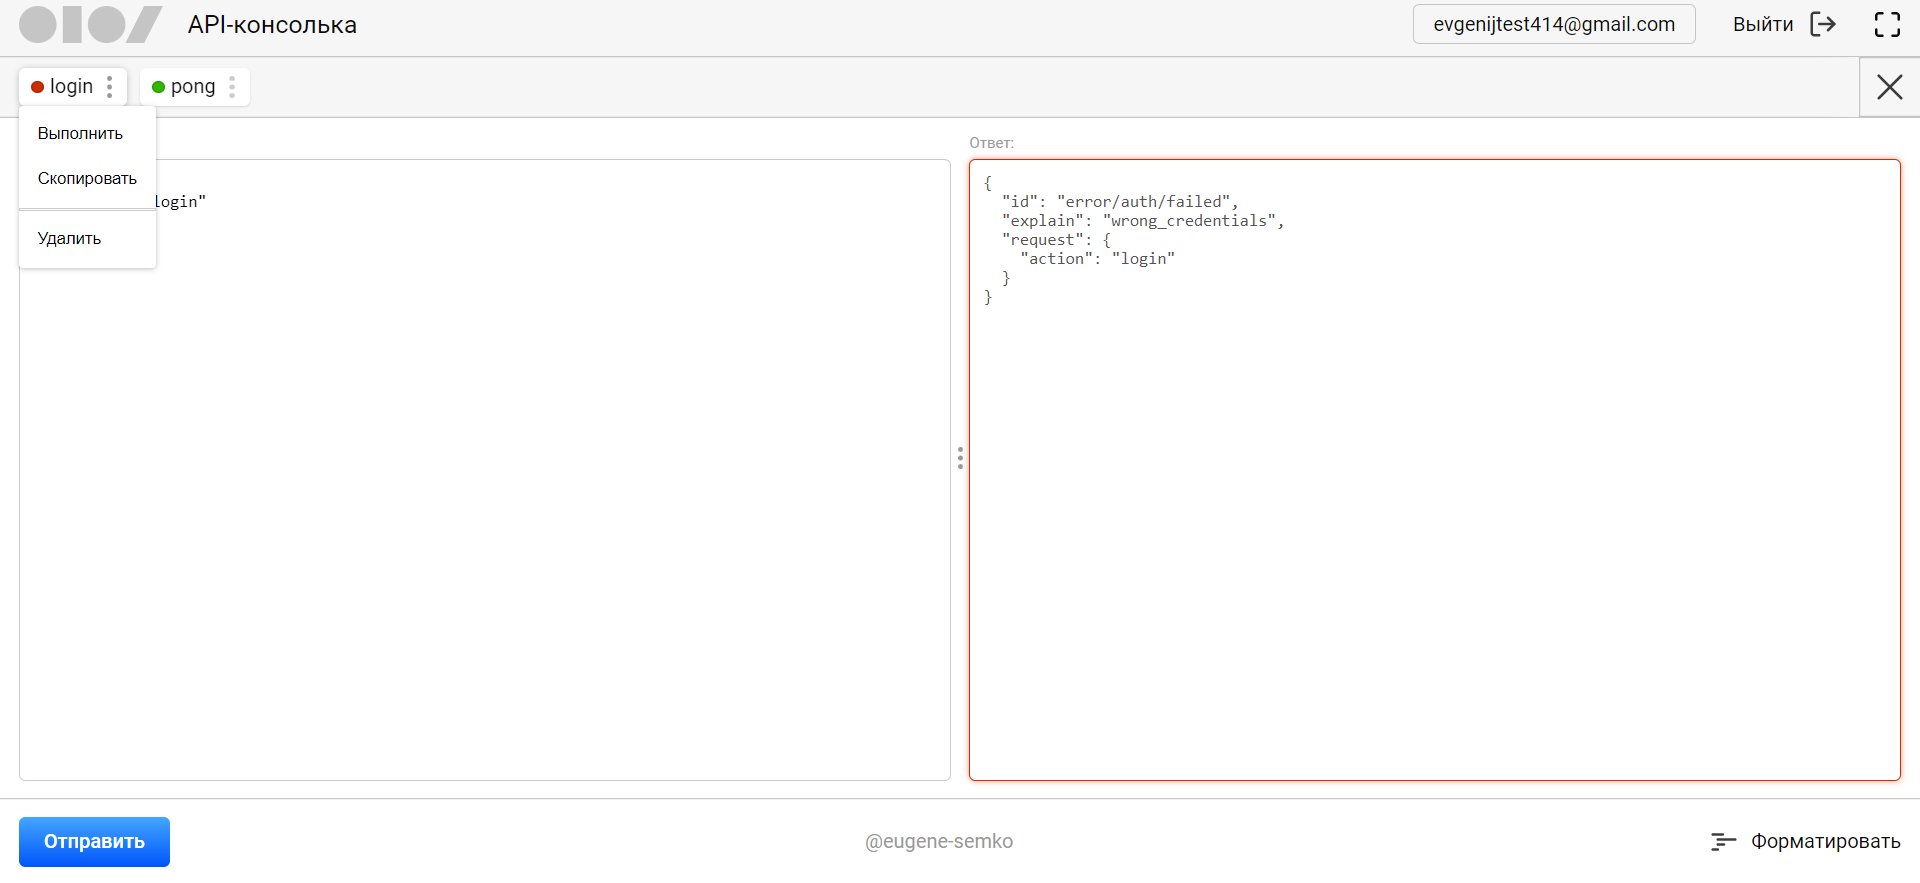 API-консолька
evgenijtest414@gmail.com
Выйти
login
pong
Выполнить
Скопировать
Удалить
login"
Ответ:
{
"id": "error/auth/failed",
"explain": "wrong_credentials",
"request": {
"action": "login"
}
}
Отправить
@eugene-semko
Форматировать